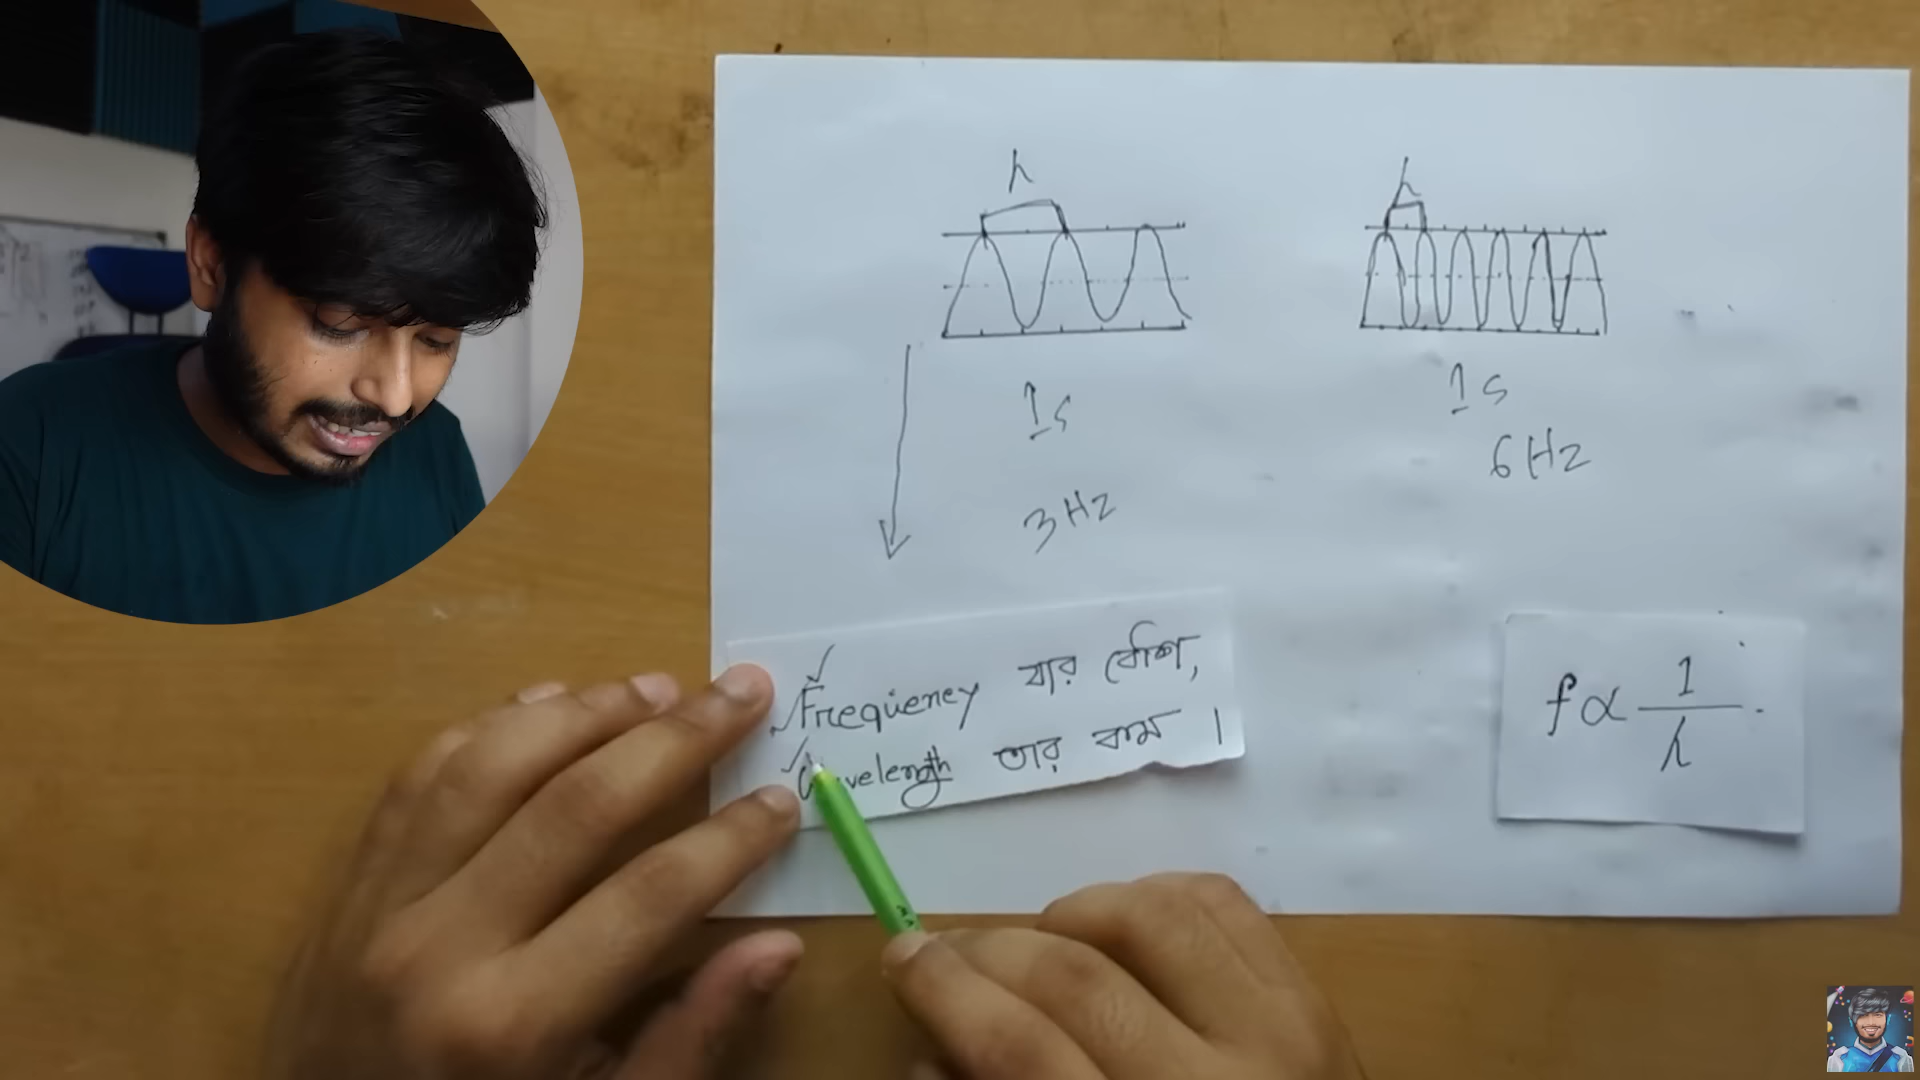 λ
λ
1s
1s
3Hz
6Hz
Frequency যার বেশি,
Wavelength তার কম ।
f∝ 1
λ